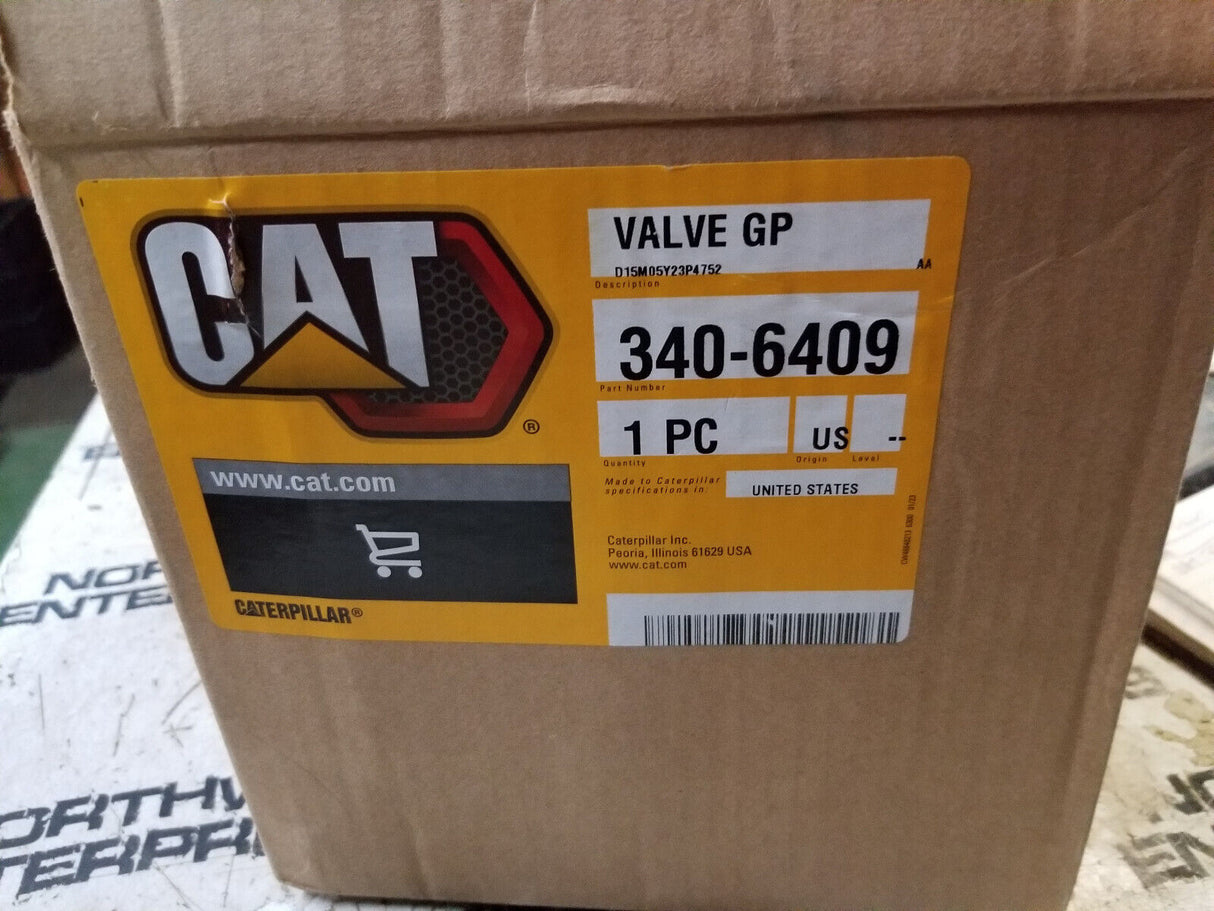 CAT
®
www.cat.com
CATERPILLAR®
VALVE GP
D15M05Y23P4752 AA
Description
340-6409
Part Number
1 PC US --
Quantity Origin Level
Made to Caterpillar
specifications in:
UNITED STATES
Caterpillar Inc.
Peoria, Illinois 61629 USA
www.cat.com
NOR
ENTE
ORTHW
TERPRI
EN